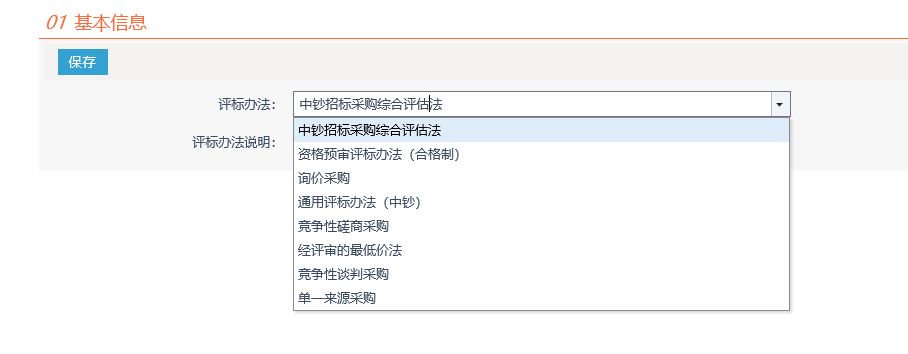 01 基本信息
保存
评标办法： 中钞招标采购综合评估法
评标办法说明：
中钞招标采购综合评估法
资格预审评标办法（合格制）
询价采购
通用评标办法（中钞）
竞争性磋商采购
经评审的最低价法
竞争性谈判采购
单一来源采购